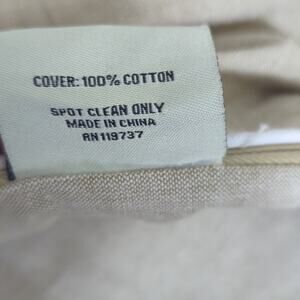 COVER: 100% COTTON
SPOT CLEAN ONLY
MADE IN CHINA
RN119737